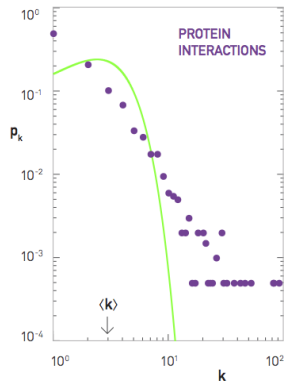 PROTEIN
INTERACTIONS
10⁰
10⁻¹
pₖ
10⁻²
10⁻³
⟨k⟩
10⁻⁴
10⁰ 10¹ 10²
k